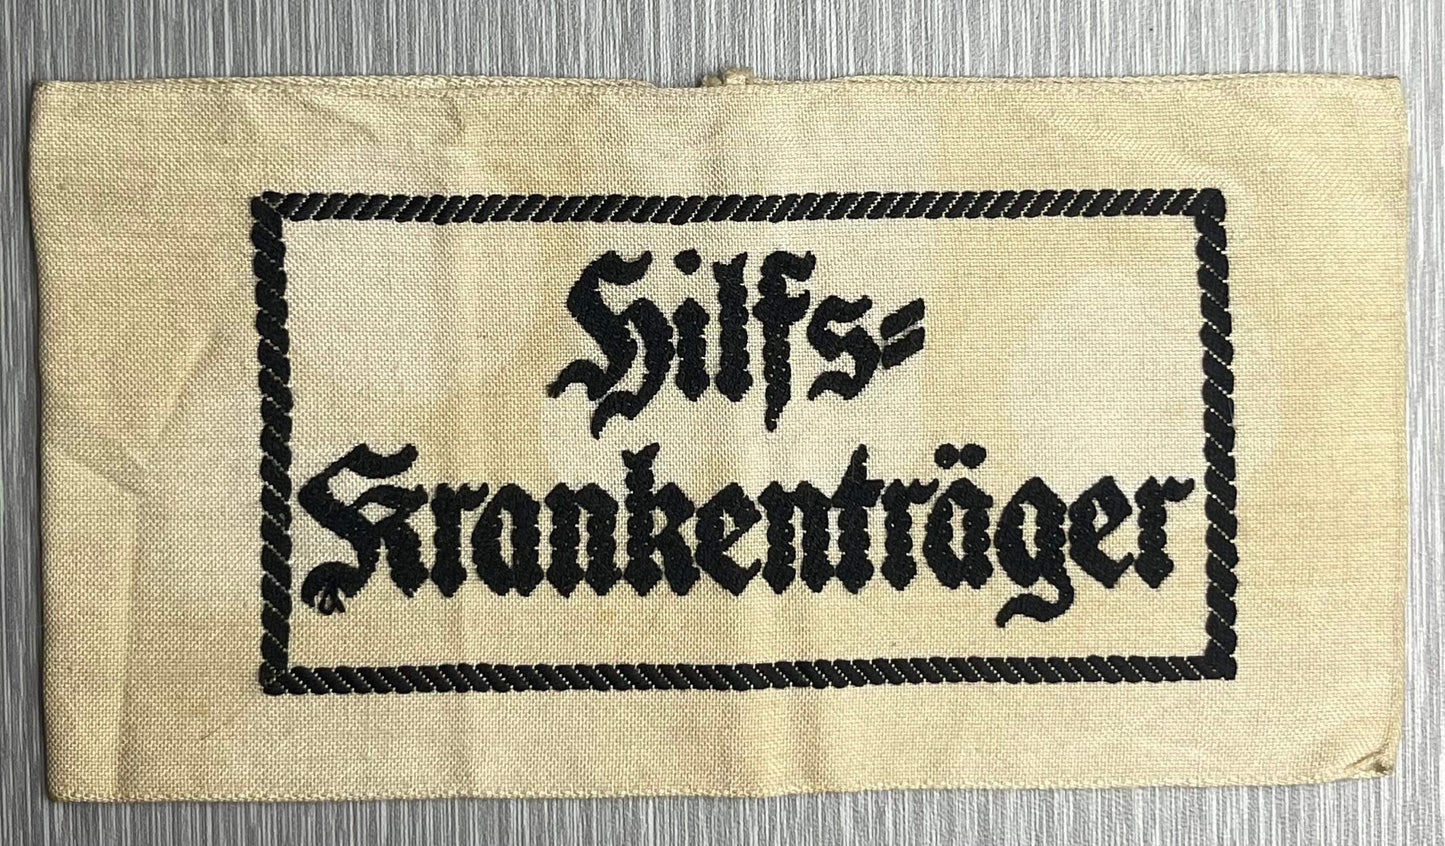 Hilfs=
Krankenträger